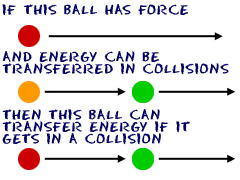 IF THIS BALL HAS FORCE
AND ENERGY CAN BE
TRANSFERRED IN COLLISIONS
THEN THIS BALL CAN
TRANSFER ENERGY IF IT
GETS IN A COLLISION